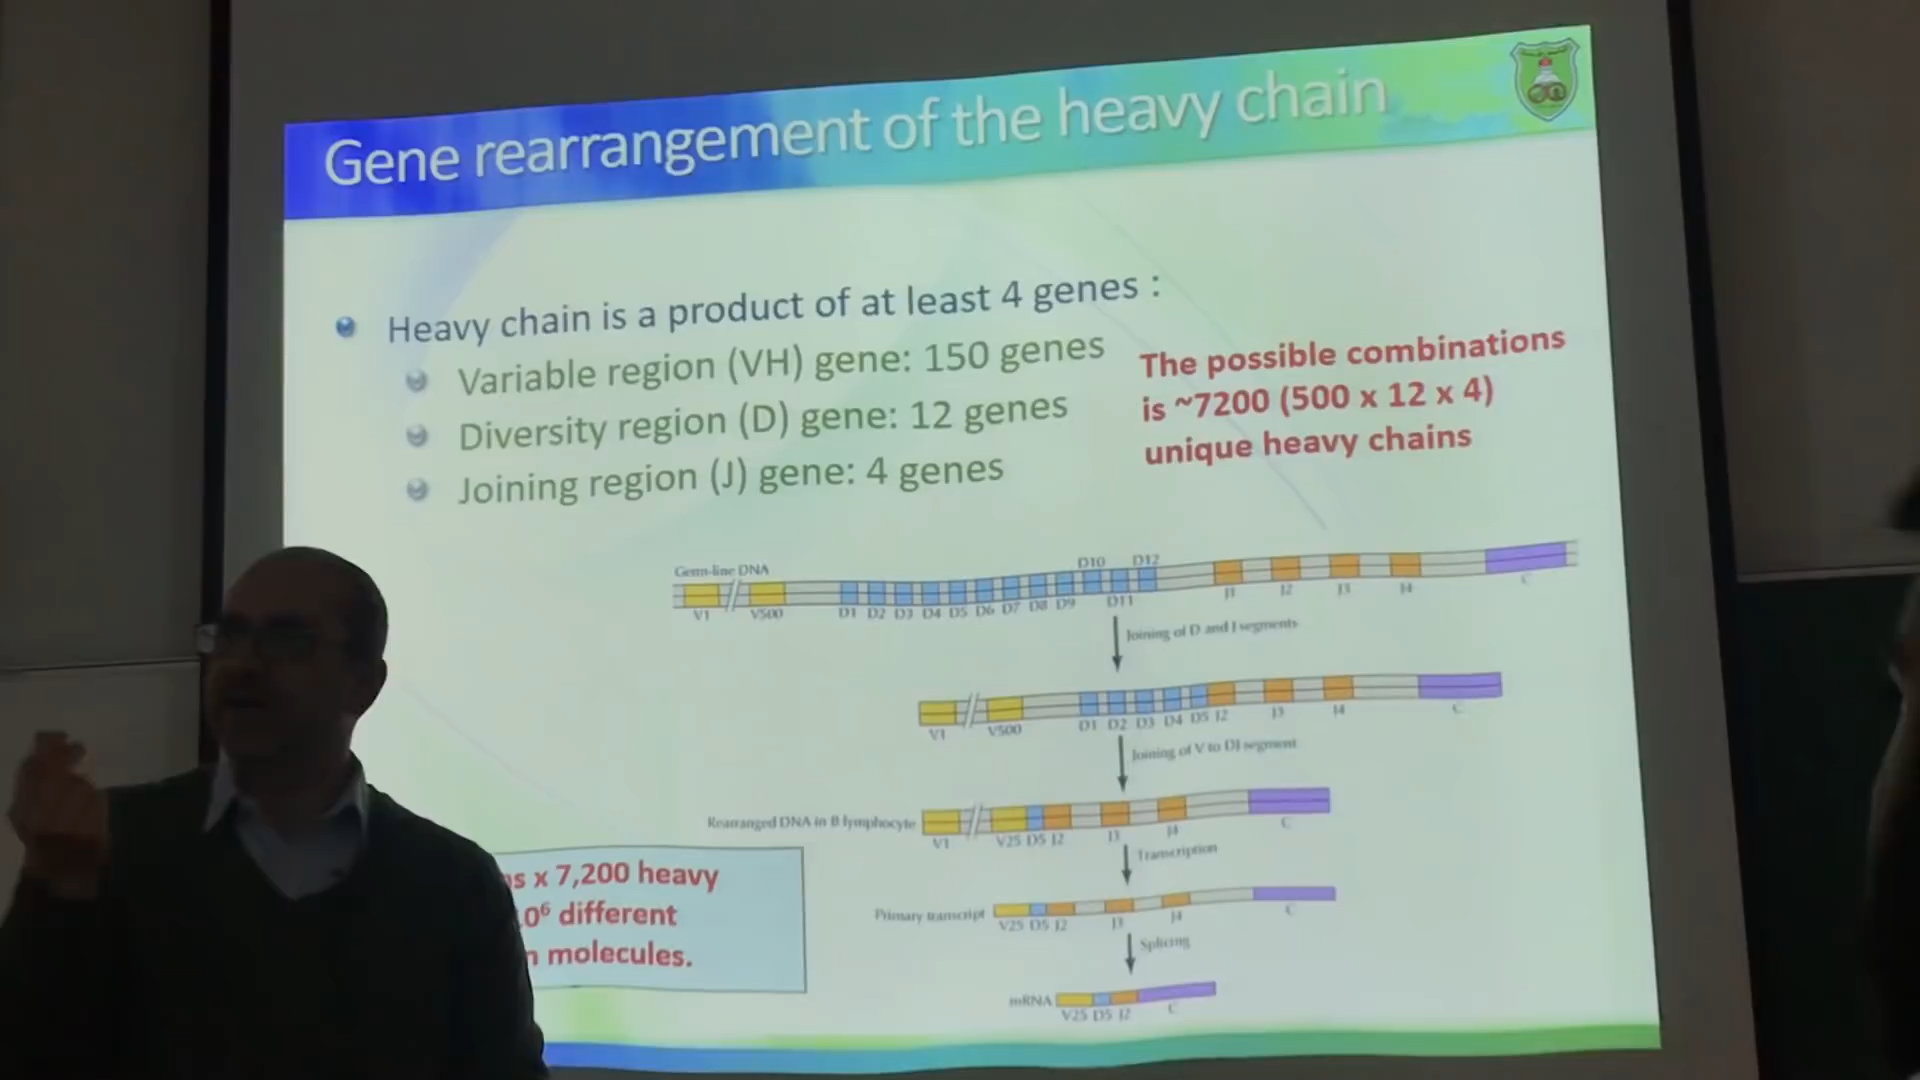 Gene rearrangement of the heavy chain
Heavy chain is a product of at least 4 genes :
Variable region (VH) gene: 150 genes
Diversity region (D) gene: 12 genes
Joining region (J) gene: 4 genes
The possible combinations
is ~7200 (500 x 12 x 4)
unique heavy chains
Germ-line DNA
D10 D12
V1 V500 D1 D2 D3 D4 D5 D6 D7 D8 D9 D11 J1 J2 J3 J4 C
Joining of D and J segments
V1 V500 D1 D2 D3 D4 D5 J2 J3 J4 C
Joining of V to DJ segment
Rearranged DNA in B lymphocyte
V1 V25 D5 J2 J3 J4 C
Transcription
Primary transcript
V25 D5 J2 J3 J4 C
Splicing
mRNA
V25 D5 J2 C
x 7,200 heavy
0⁶ different
molecules.